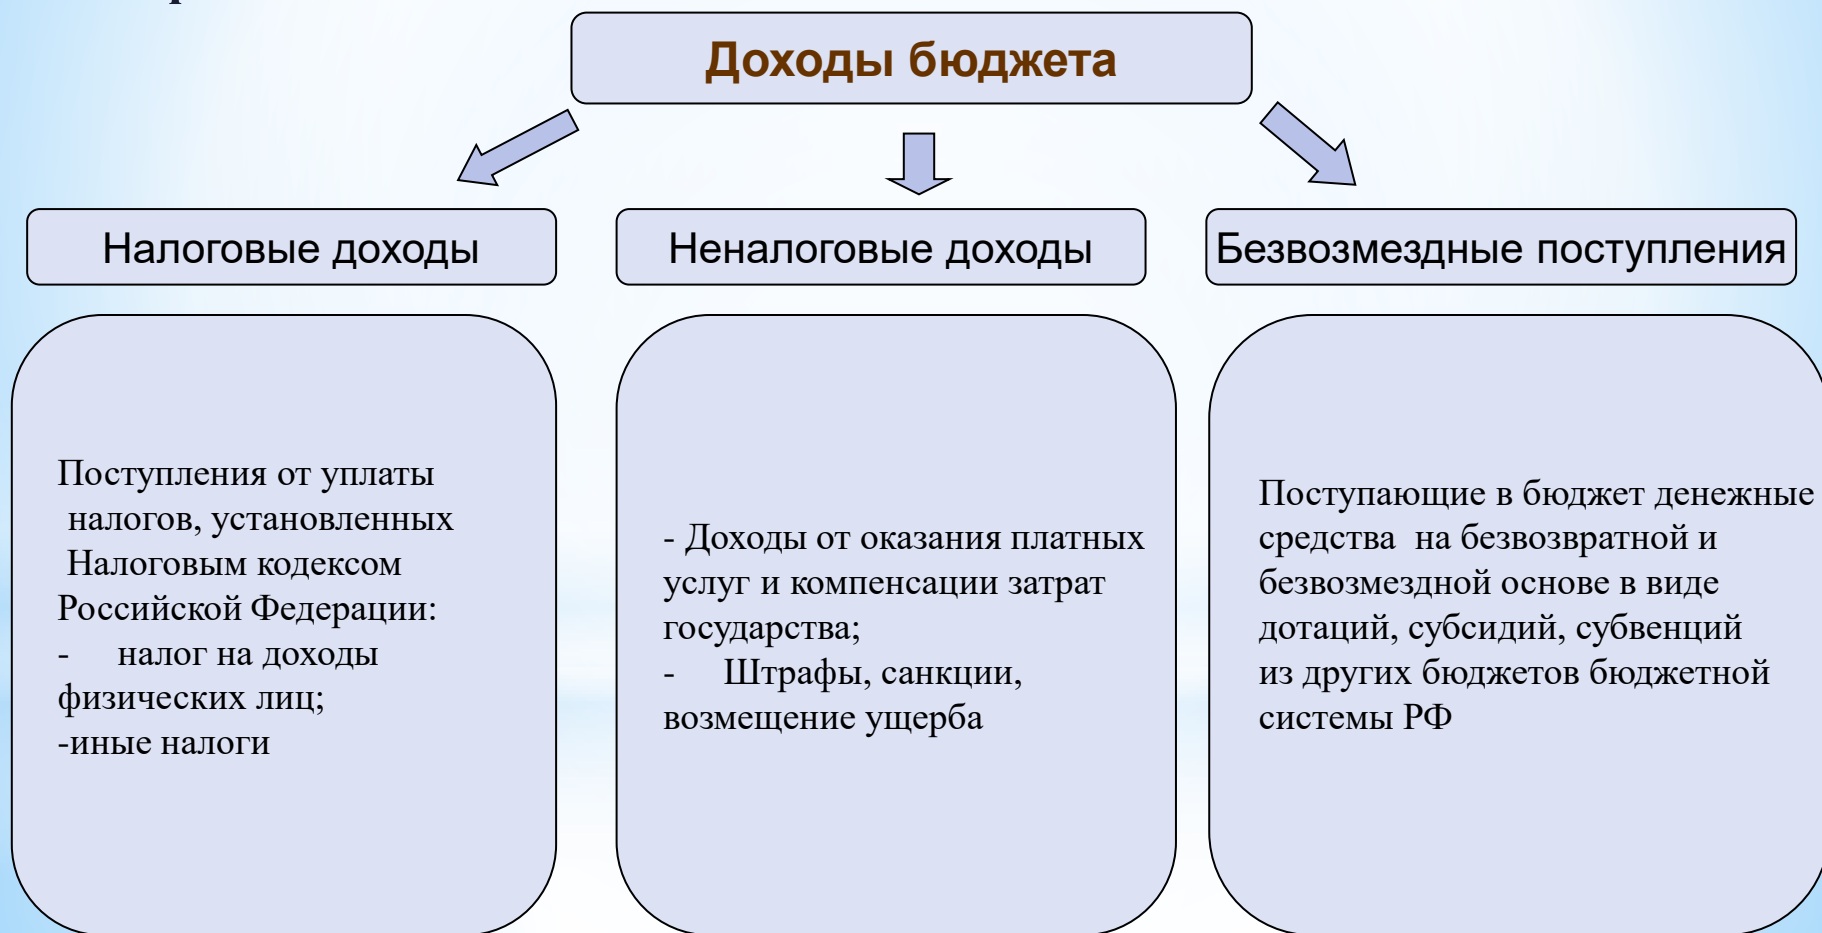 Доходы бюджета
Налоговые доходы
Неналоговые доходы
Безвозмездные поступления
Поступления от уплаты
налогов, установленных
Налоговым кодексом
Российской Федерации:
- налог на доходы
физических лиц;
-иные налоги
- Доходы от оказания платных
услуг и компенсации затрат
государства;
- Штрафы, санкции,
возмещение ущерба
Поступающие в бюджет денежные
средства на безвозвратной и
безвозмездной основе в виде
дотаций, субсидий, субвенций
из других бюджетов бюджетной
системы РФ